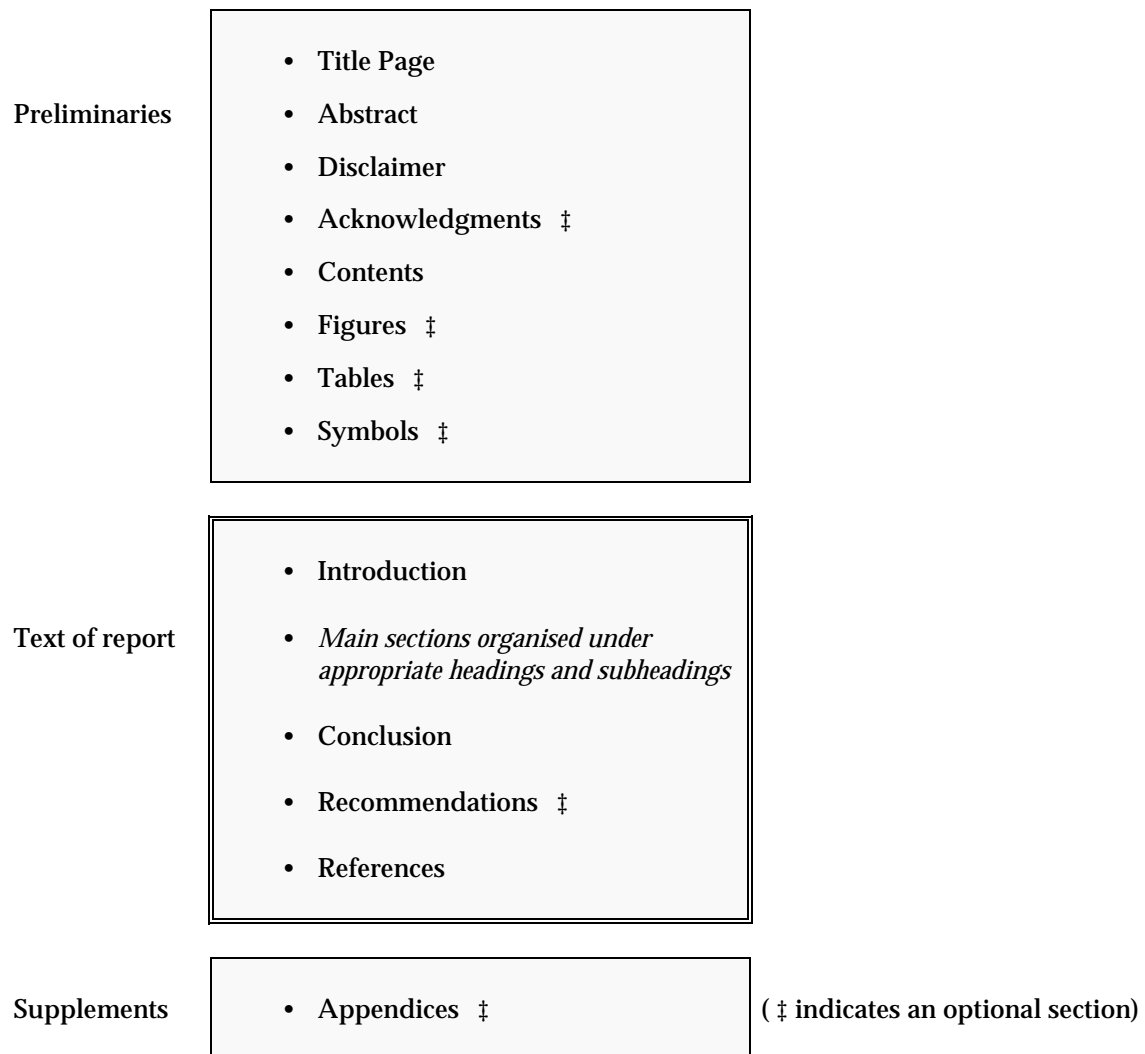 • Title Page
Preliminaries • Abstract
• Disclaimer
• Acknowledgments ‡
• Contents
• Figures ‡
• Tables ‡
• Symbols ‡
• Introduction
Text of report • Main sections organised under
appropriate headings and subheadings
• Conclusion
• Recommendations ‡
• References
Supplements • Appendices ‡ ( ‡ indicates an optional section)